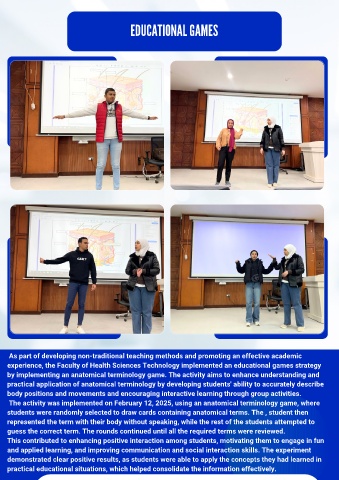 EDUCATIONAL GAMES
As part of developing non-traditional teaching methods and promoting an effective academic
experience, the Faculty of Health Sciences Technology implemented an educational games strategy
by implementing an anatomical terminology game. The activity aims to enhance understanding and
practical application of anatomical terminology by developing students' ability to accurately describe
body positions and movements and encouraging interactive learning through group activities.
The activity was implemented on February 12, 2025, using an anatomical terminology game, where
students were randomly selected to draw cards containing anatomical terms. The , student then
represented the term with their body without speaking, while the rest of the students attempted to
guess the correct term. The rounds continued until all the required terms were reviewed.
This contributed to enhancing positive interaction among students, motivating them to engage in fun
and applied learning, and improving communication and social interaction skills. The experiment
demonstrated clear positive results, as students were able to apply the concepts they had learned in
practical educational situations, which helped consolidate the information effectively.